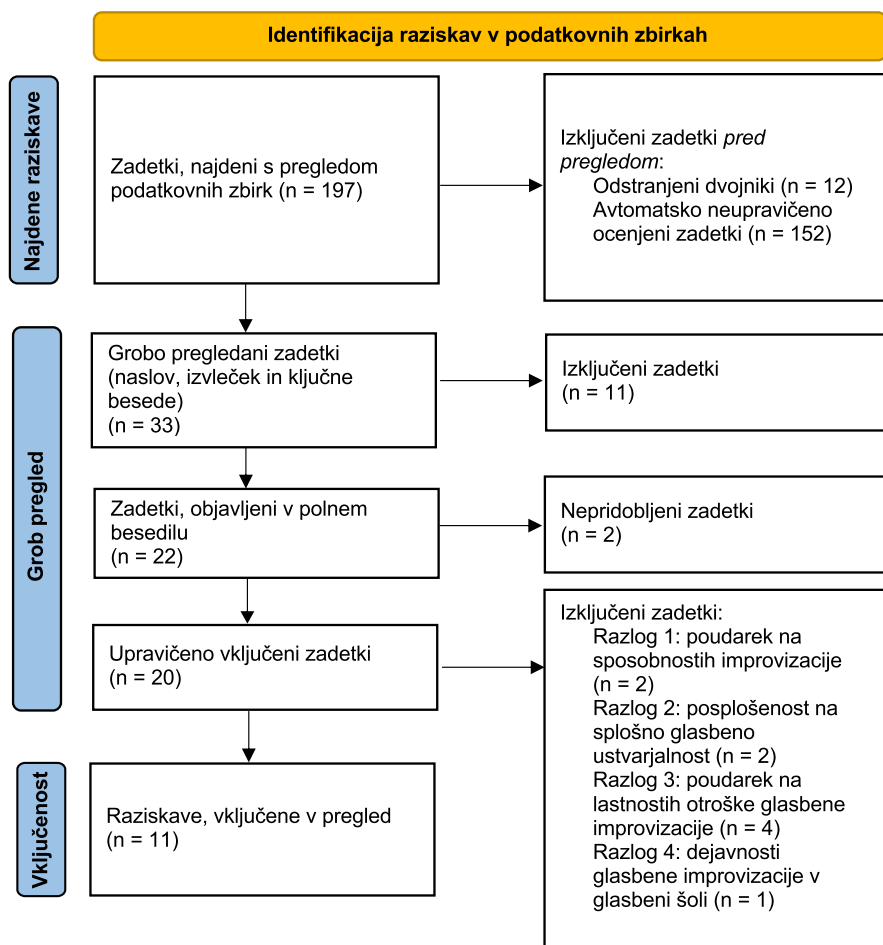 Identifikacija raziskav v podatkovnih zbirkah
Najdene raziskave
Zadetki, najdeni s pregledom
podatkovnih zbirk (n = 197)
Izključeni zadetki pred
pregledom:
Odstranjeni dvojniki (n = 12)
Avtomatsko neupravičeno
ocenjeni zadetki (n = 152)
Grob pregled
Grobo pregledani zadetki
(naslov, izvleček in ključne
besede)
(n = 33)
Izključeni zadetki
(n = 11)
Zadetki, objavljeni v polnem
besedilu
(n = 22)
Nepridobljeni zadetki
(n = 2)
Upravičeno vključeni zadetki
(n = 20)
Izključeni zadetki:
Razlog 1: poudarek na
sposobnostih improvizacije
(n = 2)
Razlog 2: posplošenost na
splošno glasbeno
ustvarjalnost (n = 2)
Razlog 3: poudarek na
lastnostih otroške glasbene
improvizacije (n = 4)
Razlog 4: dejavnosti
glasbene improvizacije v
glasbeni šoli (n = 1)
Vključenost
Raziskave, vključene v pregled
(n = 11)